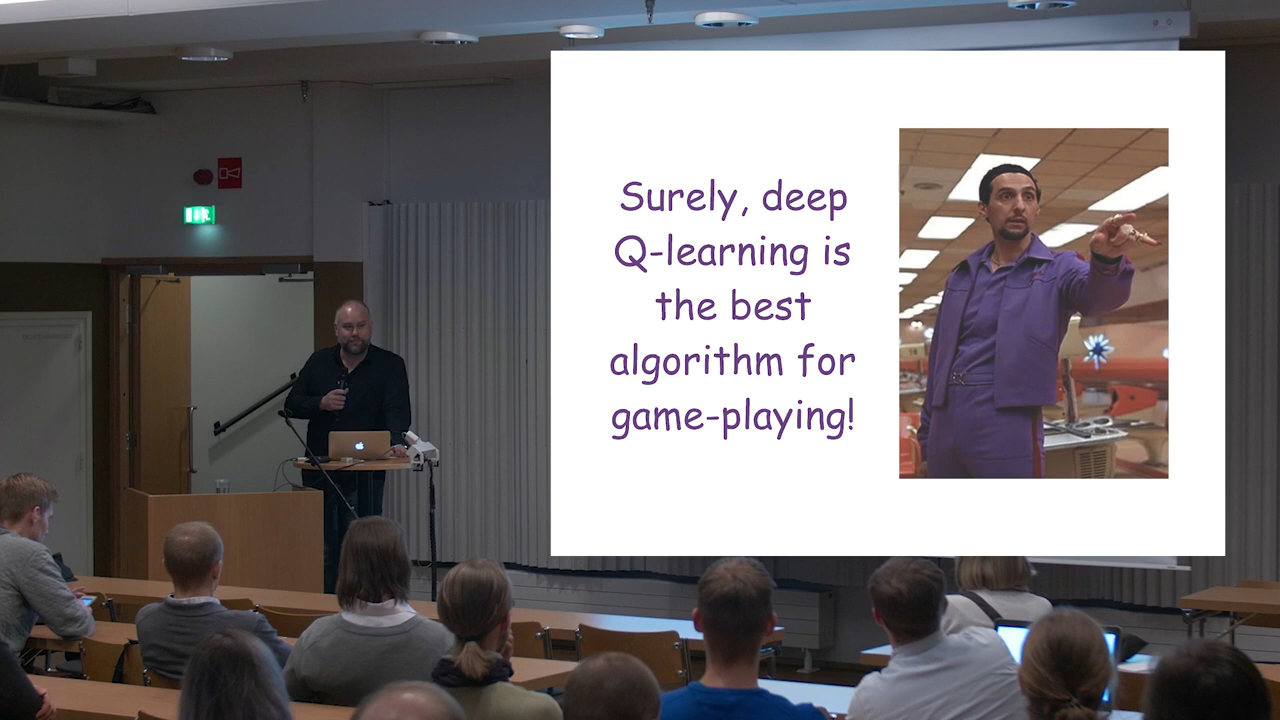 Surely, deep
Q-learning is
the best
algorithm for
game-playing!